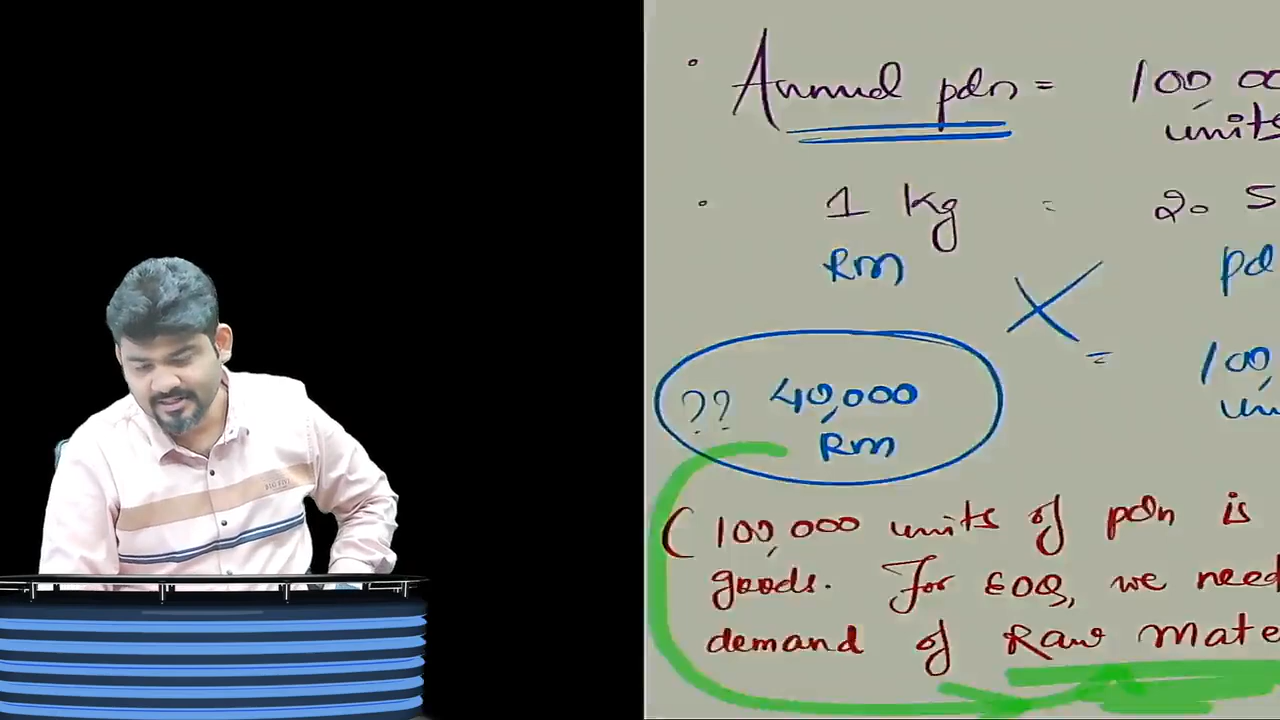 Annual pdn = 100,00
units
1 Kg = 2.5
RM pd
=
?? 40,000 100,
RM un
( 100,000 units of pdn is
goods. For EOQ, we need
demand of Raw Mate